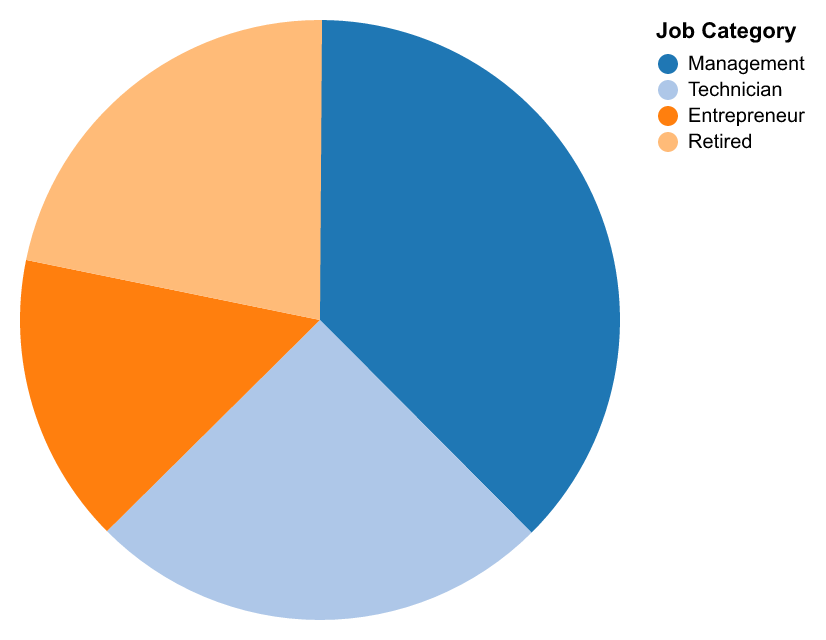 Job Category
Management
Technician
Entrepreneur
Retired